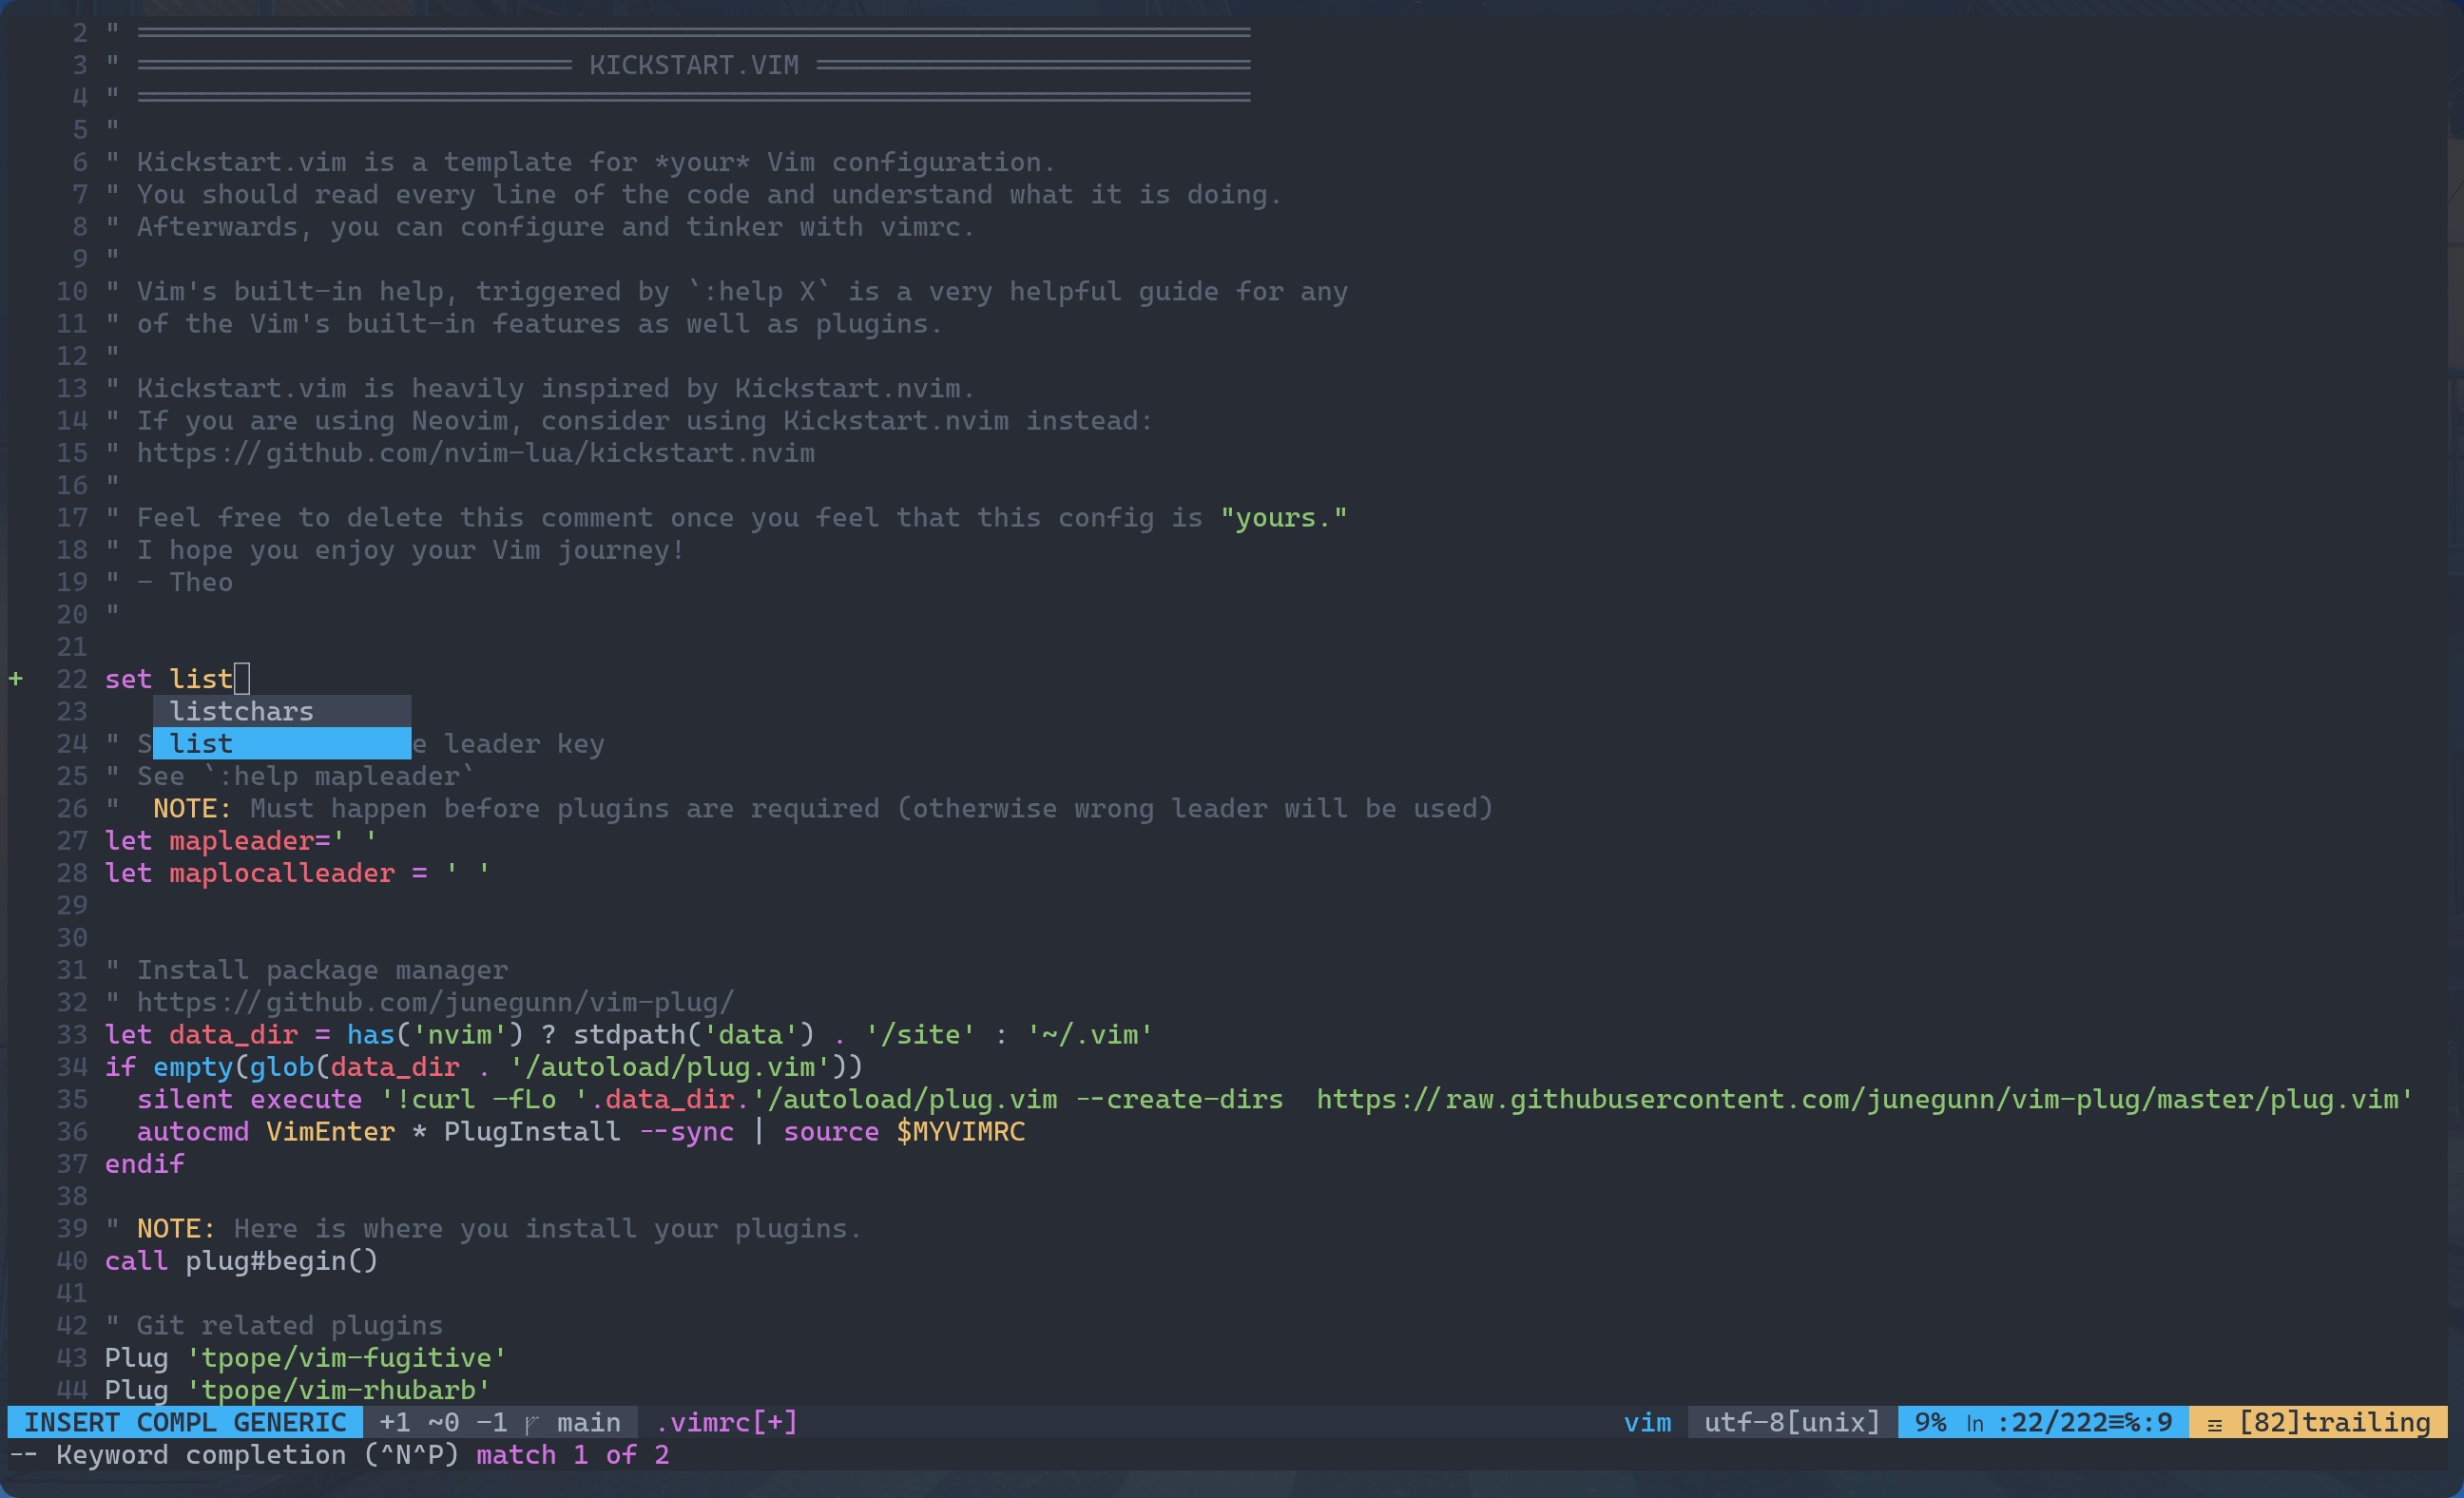 2 " ══════════════════════════════════════════════════════════════════════
3 " ═══════════════════════════ KICKSTART.VIM ═══════════════════════════
4 " ══════════════════════════════════════════════════════════════════════
5 "
6 " Kickstart.vim is a template for *your* Vim configuration.
7 " You should read every line of the code and understand what it is doing.
8 " Afterwards, you can configure and tinker with vimrc.
9 "
10 " Vim's built-in help, triggered by `:help X` is a very helpful guide for any
11 " of the Vim's built-in features as well as plugins.
12 "
13 " Kickstart.vim is heavily inspired by Kickstart.nvim.
14 " If you are using Neovim, consider using Kickstart.nvim instead:
15 " https://github.com/nvim-lua/kickstart.nvim
16 "
17 " Feel free to delete this comment once you feel that this config is "yours."
18 " I hope you enjoy your Vim journey!
19 " - Theo
20 "
21
+ 22 set list
23 listchars
24 " S list e leader key
25 " See `:help mapleader`
26 "  NOTE: Must happen before plugins are required (otherwise wrong leader will be used)
27 let mapleader=' '
28 let maplocalleader = ' '
29
30
31 " Install package manager
32 " https://github.com/junegunn/vim-plug/
33 let data_dir = has('nvim') ? stdpath('data') . '/site' : '~/.vim'
34 if empty(glob(data_dir . '/autoload/plug.vim'))
35   silent execute '!curl -fLo '.data_dir.'/autoload/plug.vim --create-dirs  https://raw.githubusercontent.com/junegunn/vim-plug/master/plug.vim'
36   autocmd VimEnter * PlugInstall --sync | source $MYVIMRC
37 endif
38
39 " NOTE: Here is where you install your plugins.
40 call plug#begin()
41
42 " Git related plugins
43 Plug 'tpope/vim-fugitive'
44 Plug 'tpope/vim-rhubarb'
INSERT COMPL GENERIC +1 ~0 -1 main .vimrc[+] vim utf-8[unix] 9% ln :22/222≡℅:9 ☲ [82]trailing
-- Keyword completion (^N^P) match 1 of 2